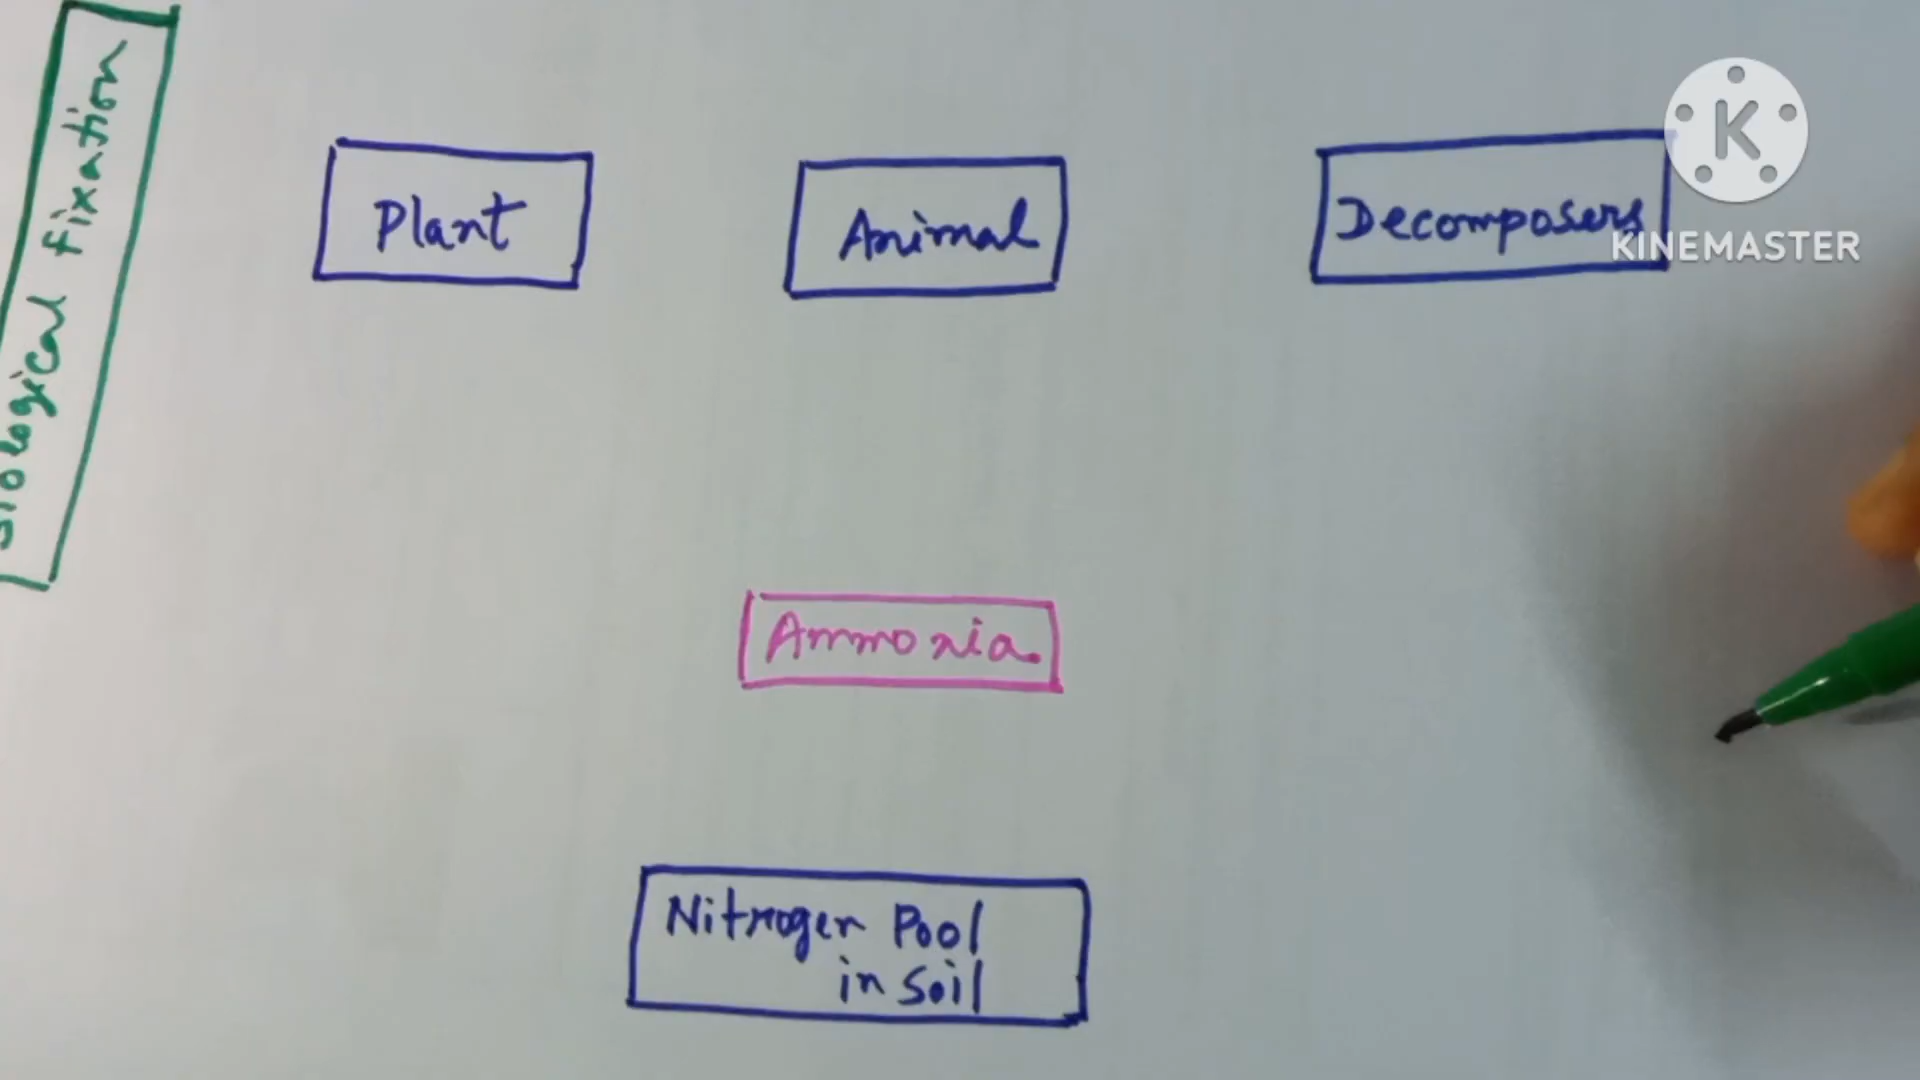 Biological fixation
Plant
Animal
Decomposers
K
KINEMASTER
Ammonia
Nitrogen Pool
in soil